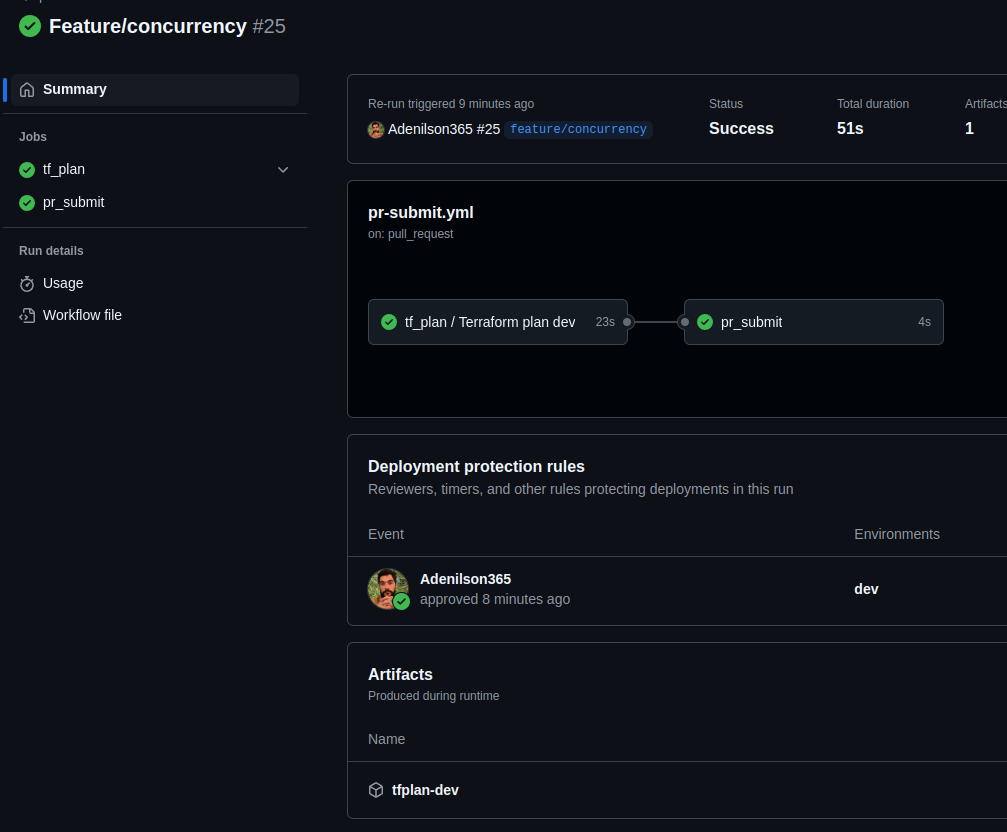 Feature/concurrency #25
Summary
Jobs
tf_plan
pr_submit
Run details
Usage
Workflow file
Re-run triggered 9 minutes ago
Adenilson365 #25 feature/concurrency
Status
Success
Total duration
51s
Artifacts
1
pr-submit.yml
on: pull_request
tf_plan / Terraform plan dev 23s
pr_submit 4s
Deployment protection rules
Reviewers, timers, and other rules protecting deployments in this run
Event Environments
Adenilson365
approved 8 minutes ago
dev
Artifacts
Produced during runtime
Name
tfplan-dev